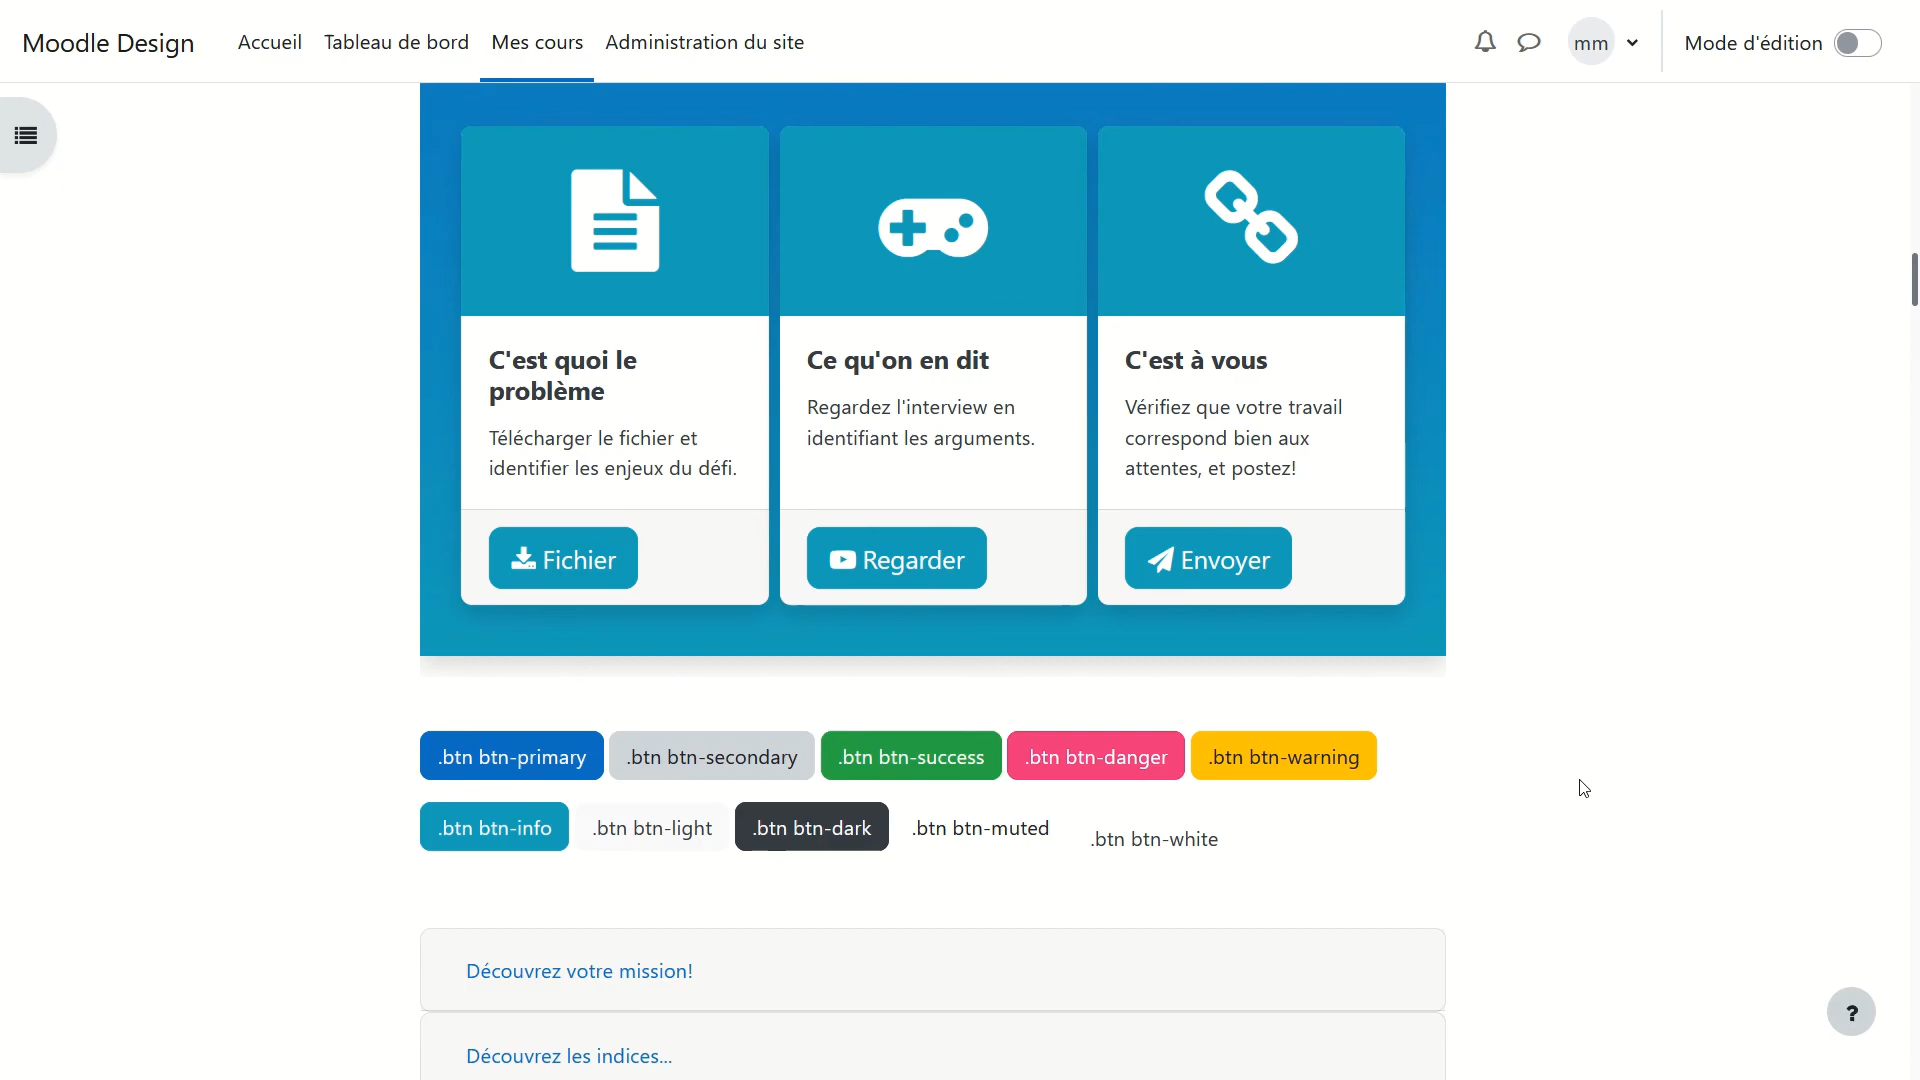 Moodle Design
Accueil
Tableau de bord
Mes cours
Administration du site
mm
Mode d'édition
C'est quoi le
problème
Télécharger le fichier et
identifier les enjeux du défi.
Fichier
Ce qu'on en dit
Regardez l'interview en
identifiant les arguments.
Regarder
C'est à vous
Vérifiez que votre travail
correspond bien aux
attentes, et postez!
Envoyer
.btn btn-primary
.btn btn-secondary
.btn btn-success
.btn btn-danger
.btn btn-warning
.btn btn-info
.btn btn-light
.btn btn-dark
.btn btn-muted
.btn btn-white
Découvrez votre mission!
Découvrez les indices...
?